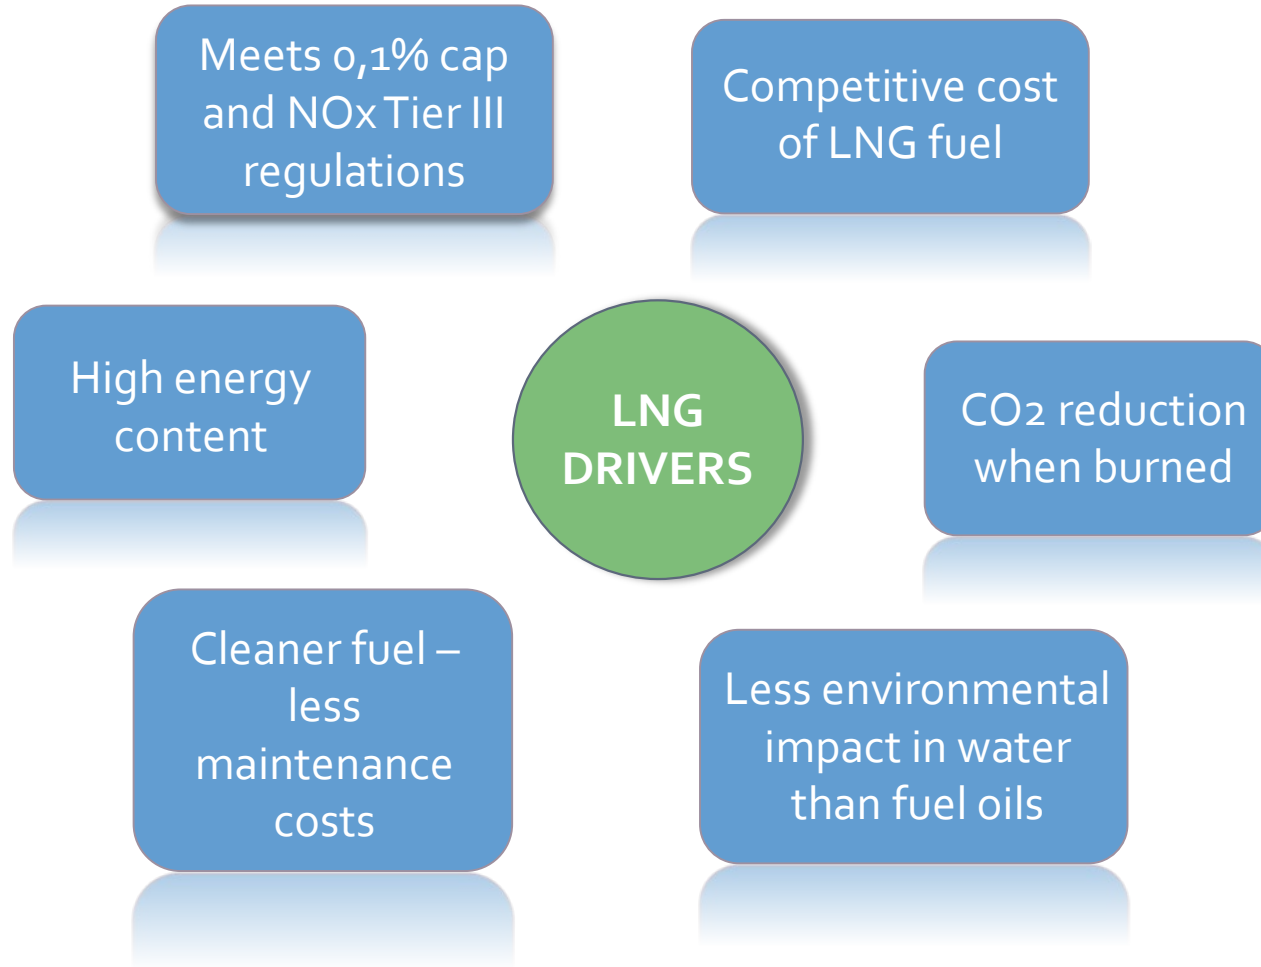 Meets 0,1% cap
and NOx Tier III
regulations
Competitive cost
of LNG fuel
High energy
content
LNG
DRIVERS
CO2 reduction
when burned
Cleaner fuel –
less
maintenance
costs
Less environmental
impact in water
than fuel oils